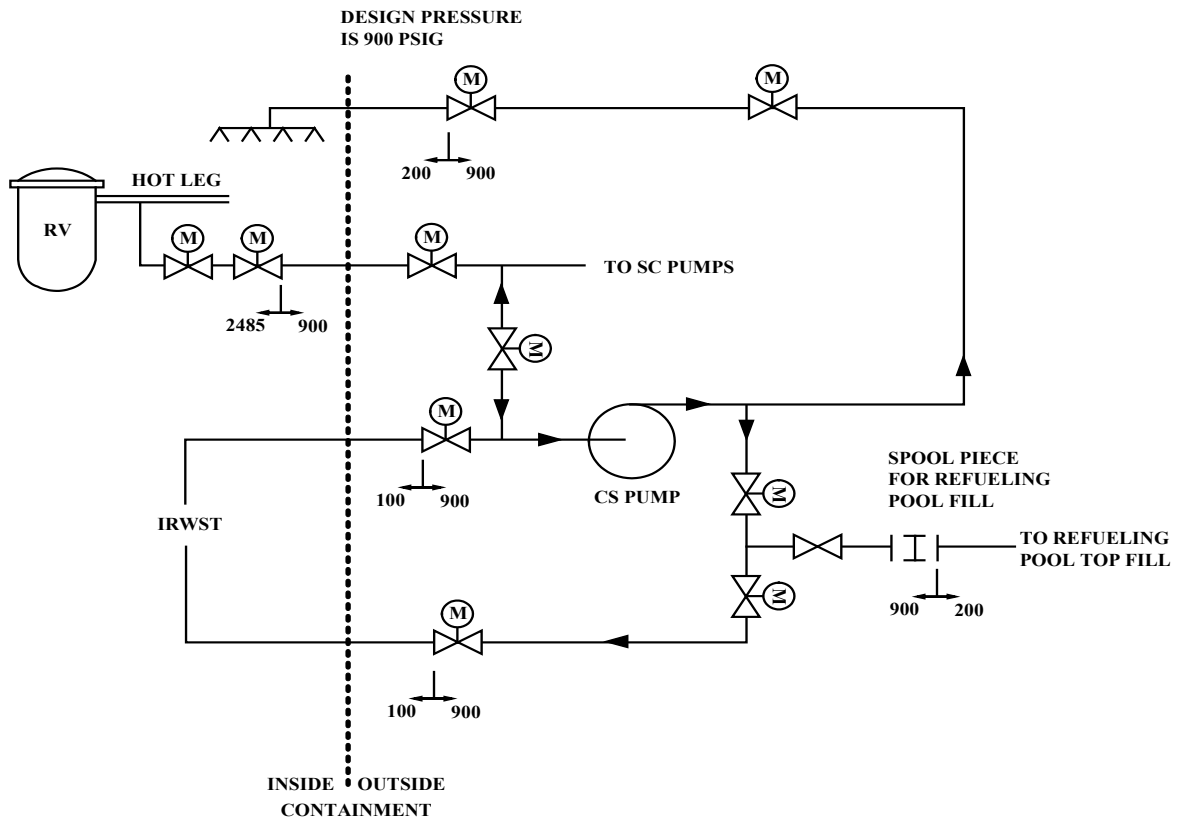 DESIGN PRESSURE
IS 900 PSIG
M
M
200
900
HOT LEG
RV
M
M
M
TO SC PUMPS
2485
900
M
M
SPOOL PIECE
FOR REFUELING
POOL FILL
100
900
CS PUMP
M
IRWST
TO REFUELING
POOL TOP FILL
M
900
200
M
100
900
INSIDE
OUTSIDE
CONTAINMENT